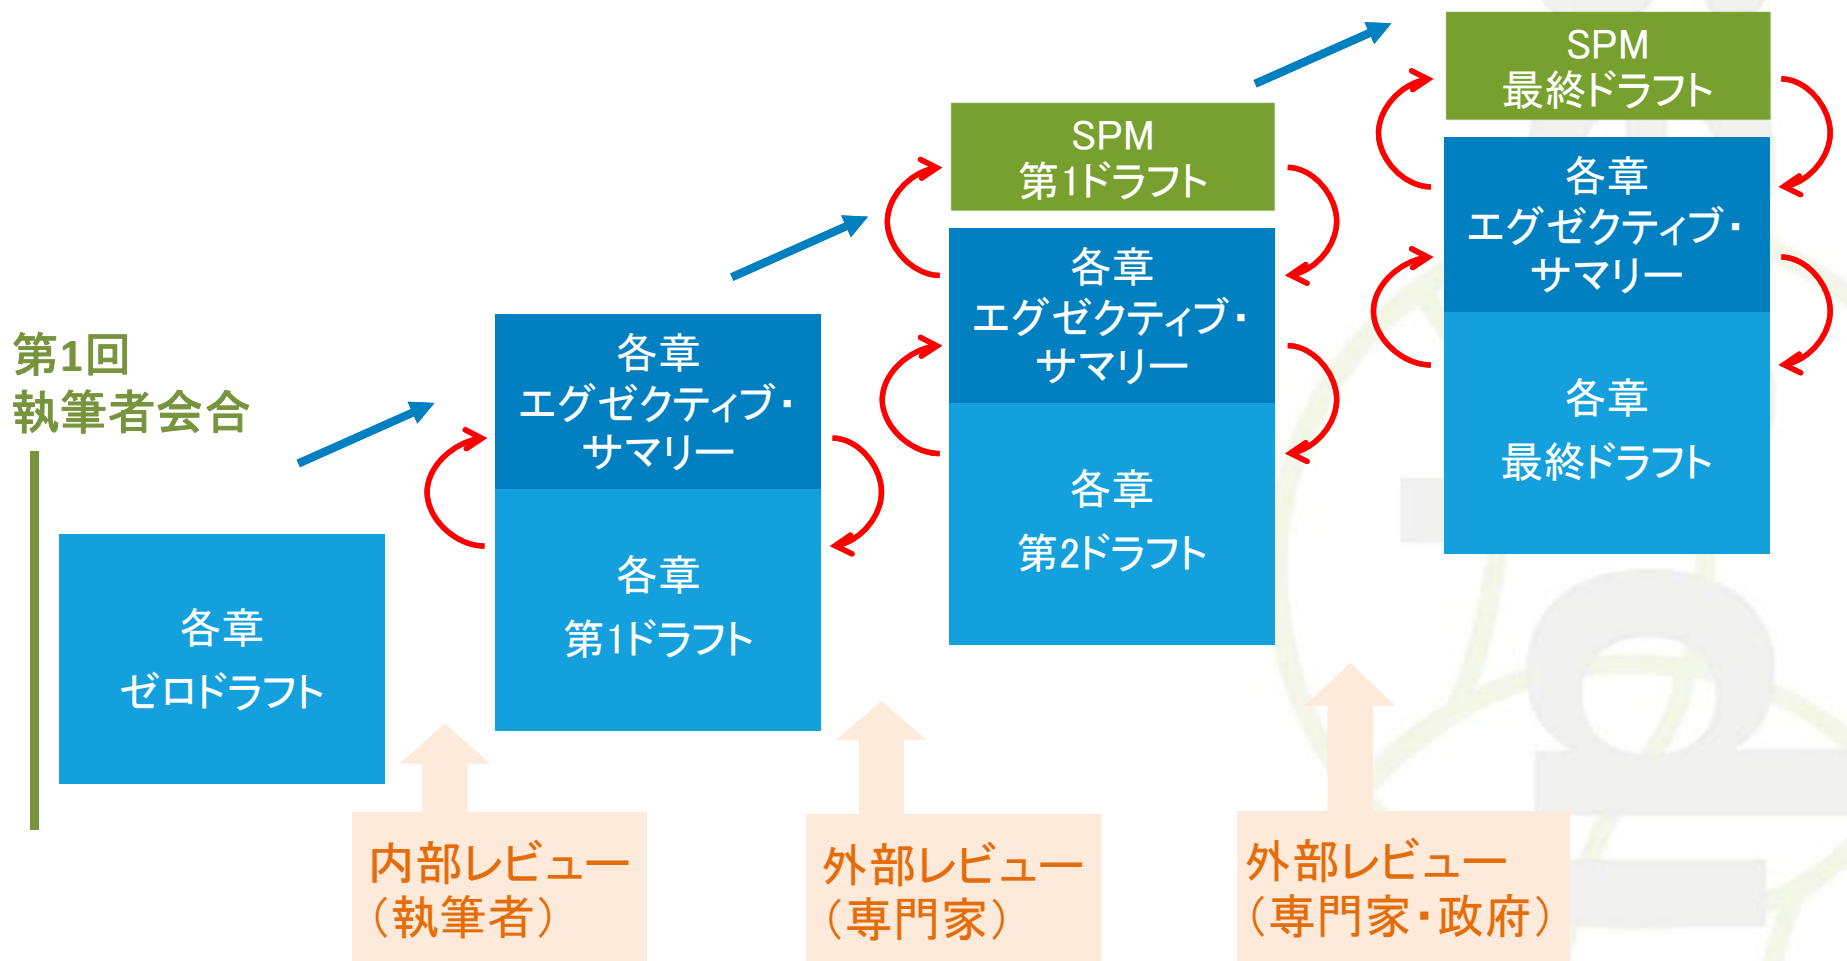 第1回
執筆者会合
各章
ゼロドラフト
内部レビュー
（執筆者）
各章
エグゼクティブ・
サマリー
各章
第1ドラフト
外部レビュー
（専門家）
SPM
第1ドラフト
各章
エグゼクティブ・
サマリー
各章
第2ドラフト
外部レビュー
（専門家・政府）
SPM
最終ドラフト
各章
エグゼクティブ・
サマリー
各章
最終ドラフト